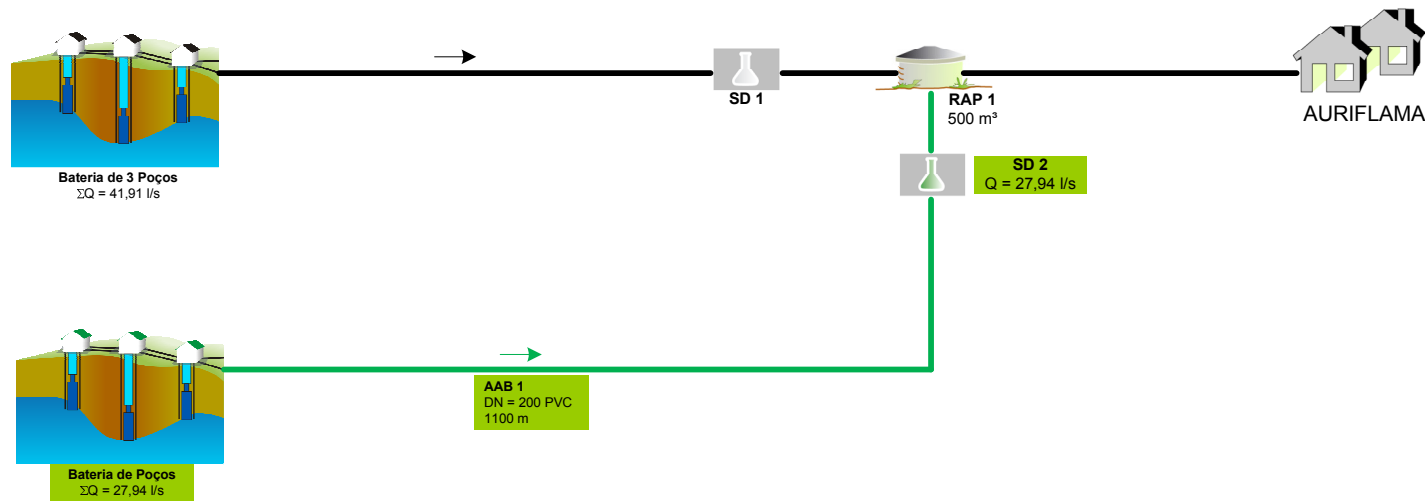 SD 1
RAP 1
500 m³
AURIFLAMA
Bateria de 3 Poços
ΣQ = 41,91 l/s
SD 2
Q = 27,94 l/s
AAB 1
DN = 200 PVC
1100 m
Bateria de Poços
ΣQ = 27,94 l/s